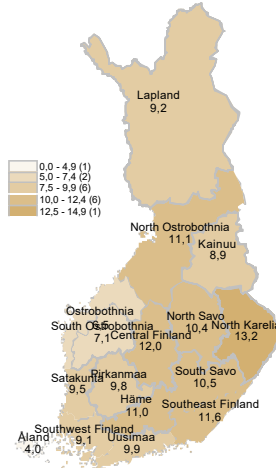 Lapland
9,2
0,0 - 4,9 (1)
5,0 - 7,4 (2)
7,5 - 9,9 (6)
10,0 - 12,4 (6)
12,5 - 14,9 (1)
North Ostrobothnia
11,1
Kainuu
8,9
Ostrobothnia
6,5
South Ostrobothnia
7,1
North Savo
10,4
North Karelia
13,2
Central Finland
12,0
Pirkanmaa
9,8
Satakunta
9,5
South Savo
10,5
Häme
11,0
Southeast Finland
11,6
Southwest Finland
9,1
Uusimaa
9,9
Åland
4,0